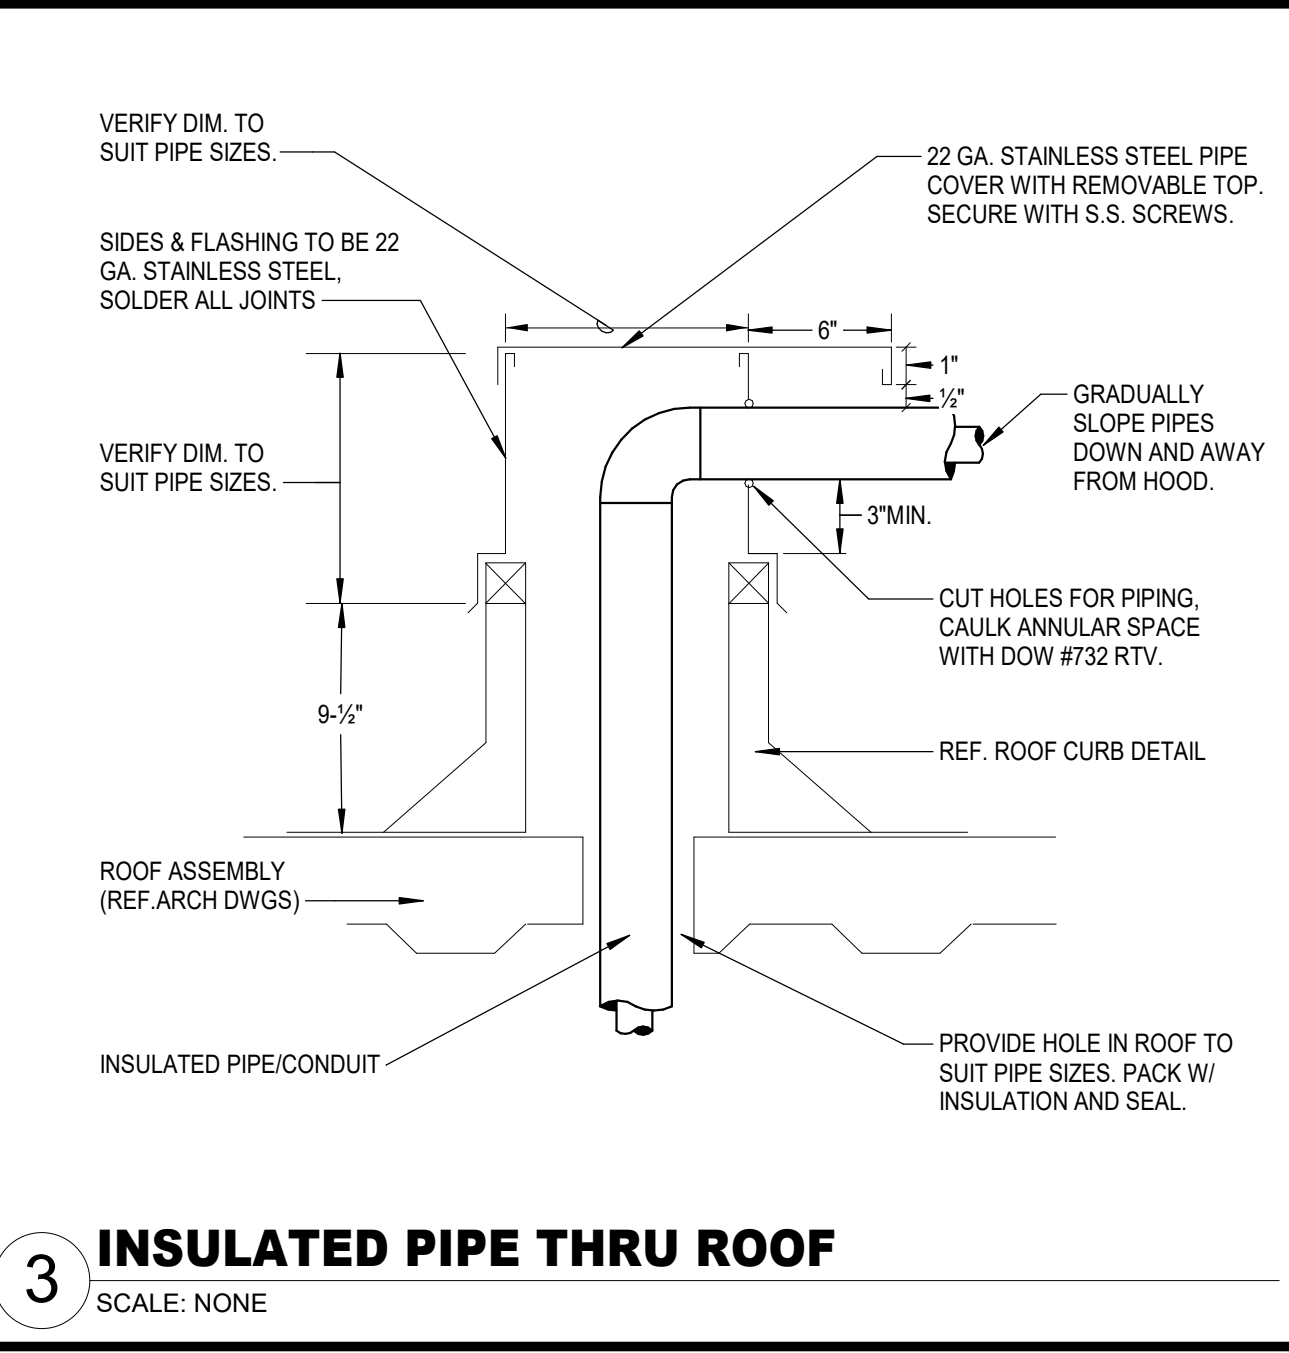 VERIFY DIM. TO
SUIT PIPE SIZES.
22 GA. STAINLESS STEEL PIPE
COVER WITH REMOVABLE TOP.
SECURE WITH S.S. SCREWS.
SIDES & FLASHING TO BE 22
GA. STAINLESS STEEL,
SOLDER ALL JOINTS
6"
1"
½"
GRADUALLY
SLOPE PIPES
DOWN AND AWAY
FROM HOOD.
VERIFY DIM. TO
SUIT PIPE SIZES.
3"MIN.
CUT HOLES FOR PIPING,
CAULK ANNULAR SPACE
WITH DOW #732 RTV.
9-½"
REF. ROOF CURB DETAIL
ROOF ASSEMBLY
(REF.ARCH DWGS)
INSULATED PIPE/CONDUIT
PROVIDE HOLE IN ROOF TO
SUIT PIPE SIZES. PACK W/
INSULATION AND SEAL.
3
INSULATED PIPE THRU ROOF
SCALE: NONE